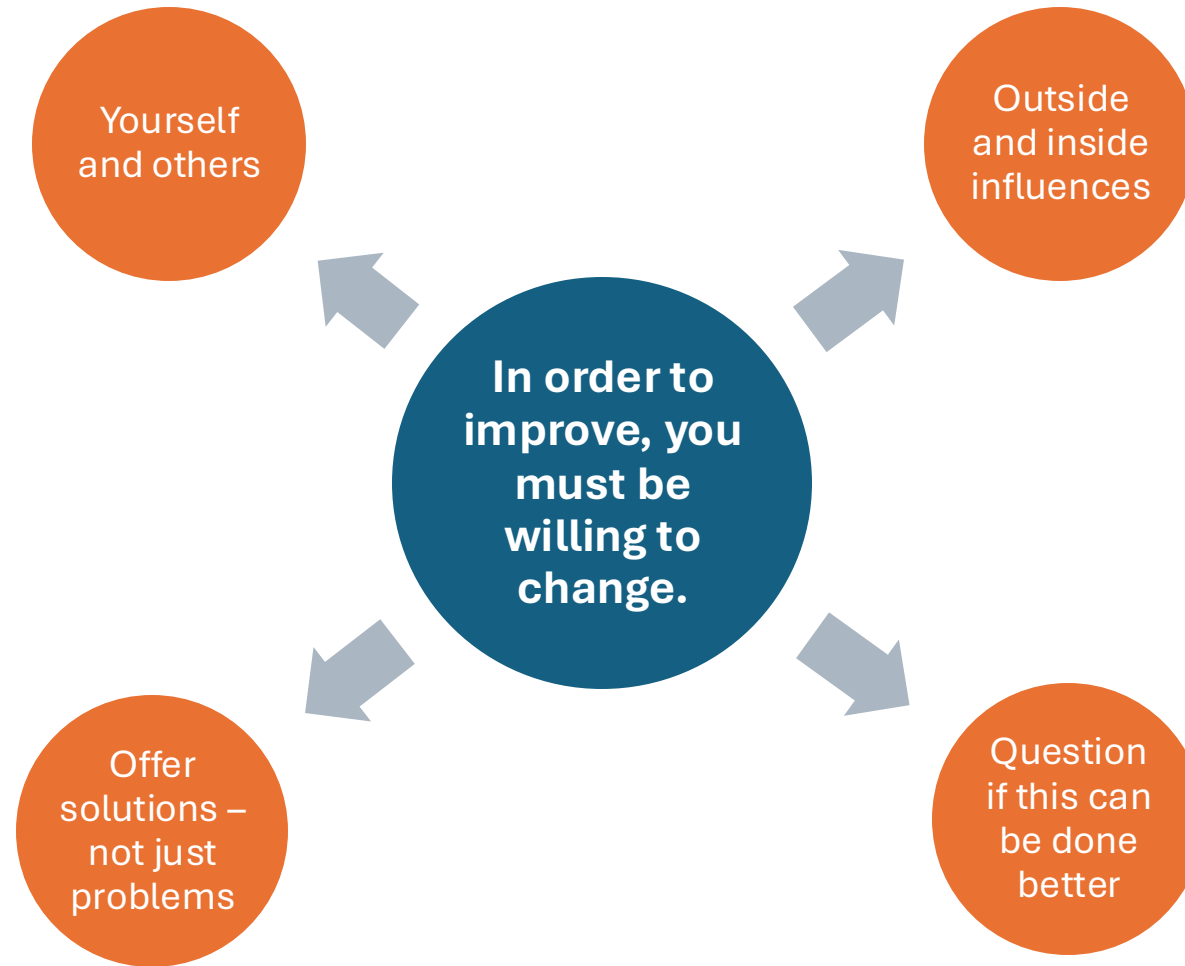 Yourself
and others
Outside
and inside
influences
In order to
improve, you
must be
willing to
change.
Offer
solutions –
not just
problems
Question
if this can
be done
better